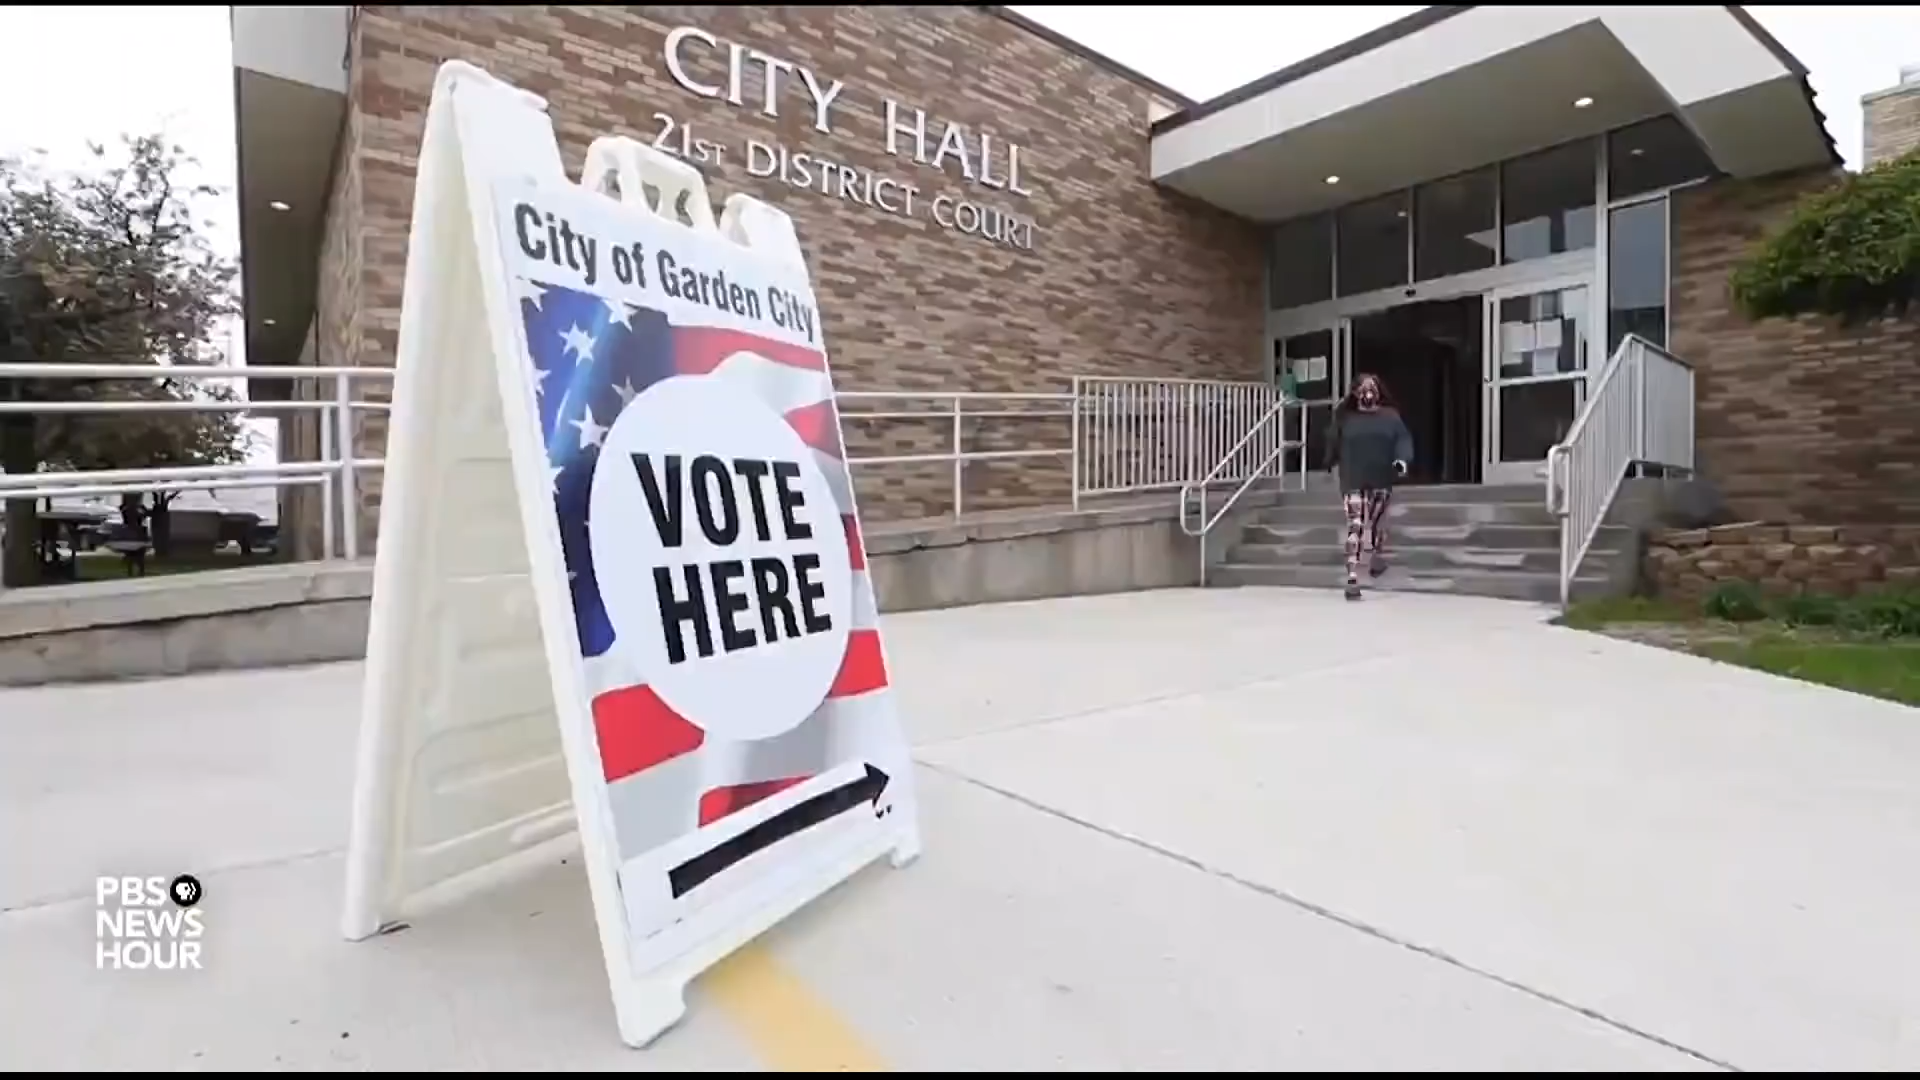 CITY HALL
21ST DISTRICT COURT
City of Garden City
VOTE
HERE
PBS
NEWS
HOUR